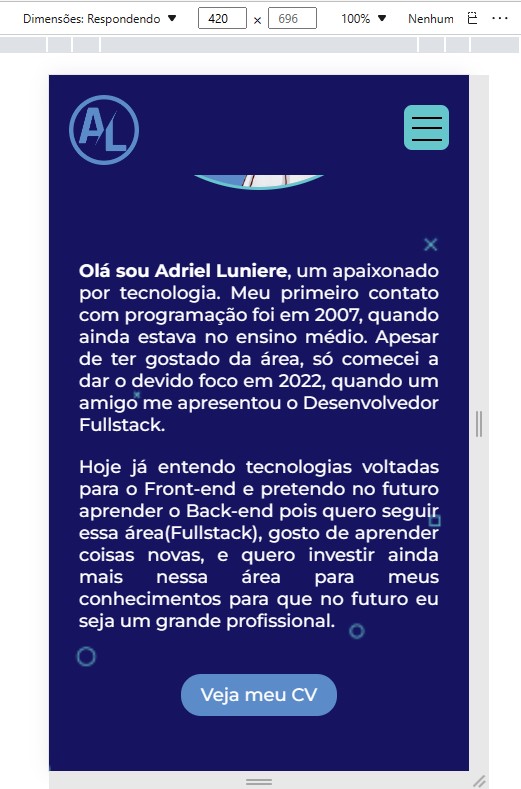 Dimensões: Respondendo ▼ 420 × 696 100% ▼ Nenhum
AL
Olá sou Adriel Luniere, um apaixonado
por tecnologia. Meu primeiro contato
com programação foi em 2007, quando
ainda estava no ensino médio. Apesar
de ter gostado da área, só comecei a
dar o devido foco em 2022, quando um
amigo me apresentou o Desenvolvedor
Fullstack.
Hoje já entendo tecnologias voltadas
para o Front-end e pretendo no futuro
aprender o Back-end pois quero seguir
essa área(Fullstack), gosto de aprender
coisas novas, e quero investir ainda
mais nessa área para meus
conhecimentos para que no futuro eu
seja um grande profissional.
Veja meu CV